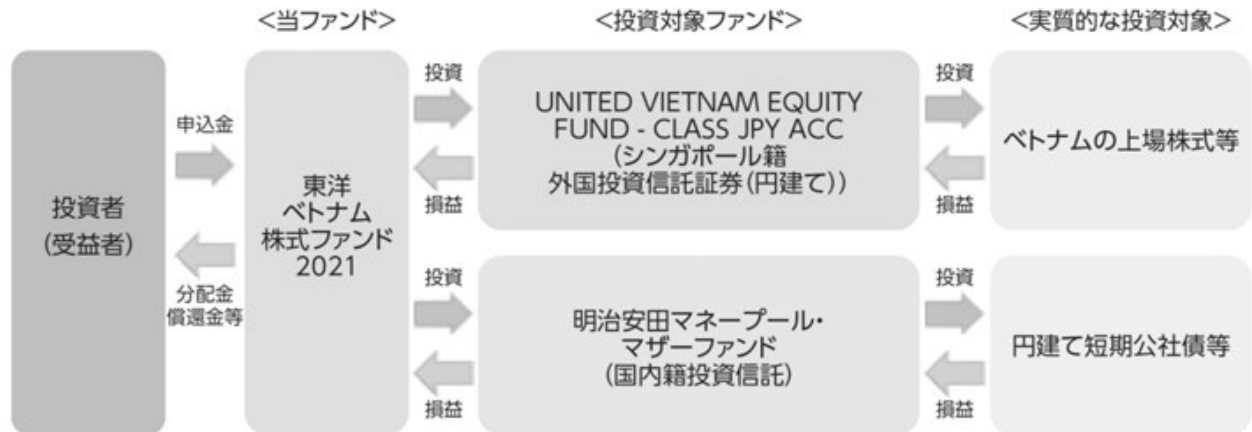 <当ファンド>
<投資対象ファンド>
<実質的な投資対象>
投資者
(受益者)
申込金
分配金
償還金等
東洋
ベトナム
株式ファンド
2021
投資
損益
UNITED VIETNAM EQUITY
FUND - CLASS JPY ACC
(シンガポール籍
外国投資信託証券(円建て))
投資
損益
ベトナムの上場株式等
投資
損益
明治安田マネープール・
マザーファンド
(国内籍投資信託)
投資
損益
円建て短期公社債等